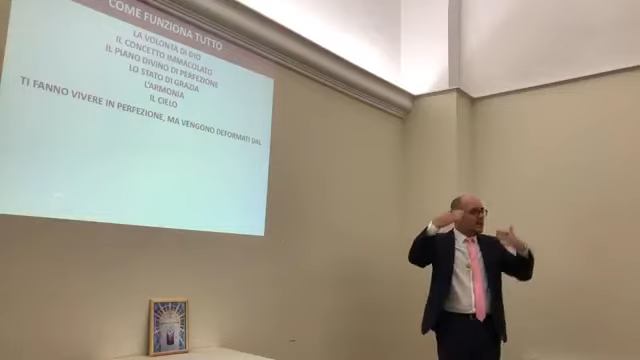 COME FUNZIONA TUTTO
LA VOLONTÀ DI DIO
IL CONCETTO IMMACOLATO
IL PIANO DIVINO DI PERFEZIONE
LO STATO DI GRAZIA
L'ARMONIA
IL CIELO
TI FANNO VIVERE IN PERFEZIONE, MA VENGONO DEFORMATI DAL